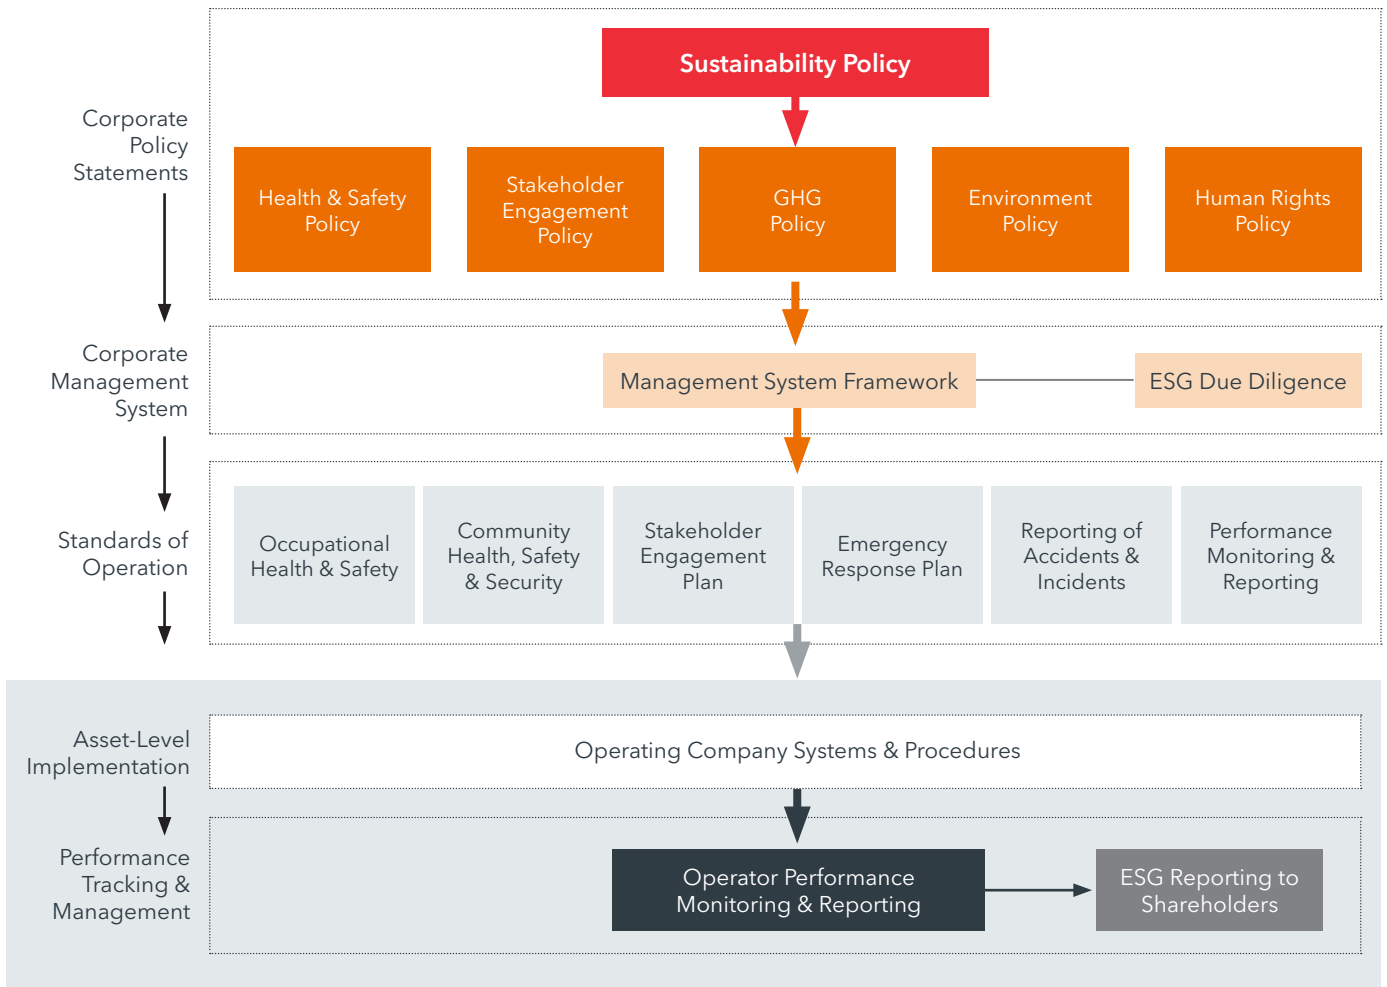 Sustainability Policy
Corporate
Policy
Statements
Health & Safety
Policy
Stakeholder
Engagement
Policy
GHG
Policy
Environment
Policy
Human Rights
Policy
Corporate
Management
System
Management System Framework
ESG Due Diligence
Standards of
Operation
Occupational
Health & Safety
Community
Health, Safety
& Security
Stakeholder
Engagement
Plan
Emergency
Response Plan
Reporting of
Accidents &
Incidents
Performance
Monitoring &
Reporting
Asset-Level
Implementation
Operating Company Systems & Procedures
Performance
Tracking &
Management
Operator Performance
Monitoring & Reporting
ESG Reporting to
Shareholders